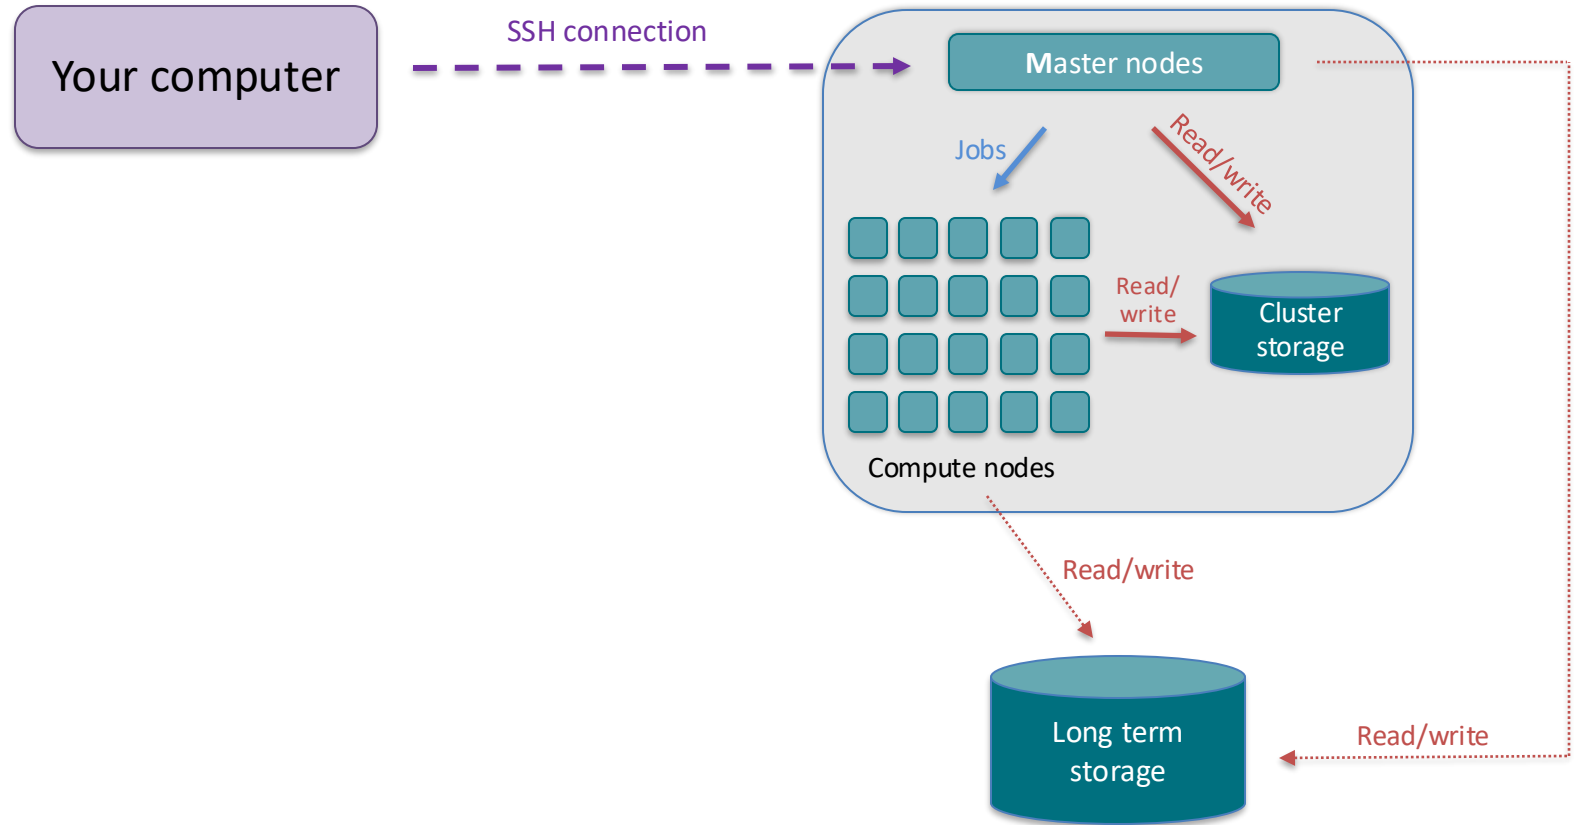 SSH connection
Your computer
Master nodes
Jobs
Read/write
Read/
write
Cluster
storage
Compute nodes
Read/write
Long term
storage
Read/write